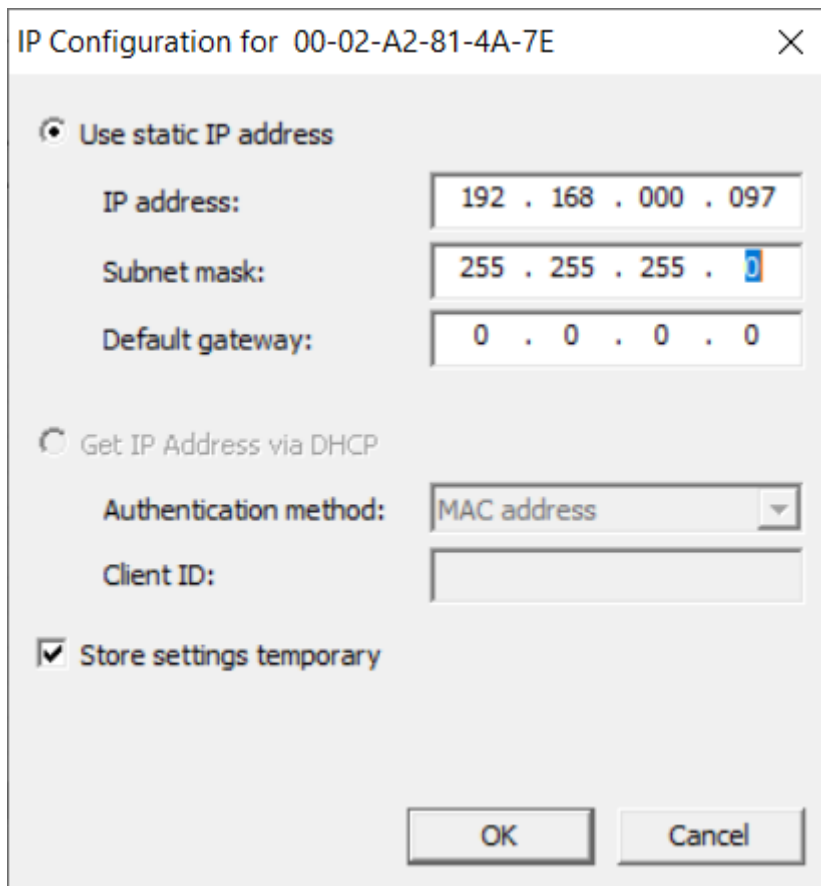 IP Configuration for 00-02-A2-81-4A-7E
Use static IP address
IP address: 192 . 168 . 000 . 097
Subnet mask: 255 . 255 . 255 . 0
Default gateway: 0 . 0 . 0 . 0
Get IP Address via DHCP
Authentication method: MAC address
Client ID:
Store settings temporary
OK Cancel